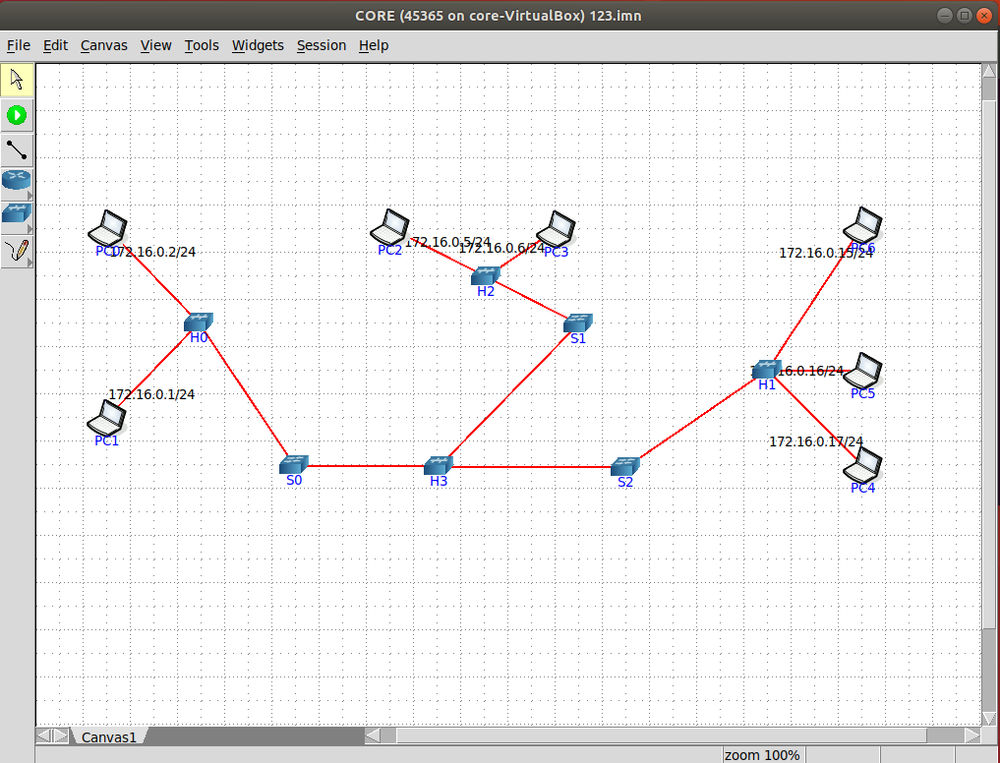 CORE (45365 on core-VirtualBox) 123.imn
File Edit Canvas View Tools Widgets Session Help
172.16.0.2/24
172.16.0.5/24
PC2
172.16.0.6/24
PC3
PC6
172.16.0.15/24
H2
H0
S1
16.0.16/24
H1
PC5
172.16.0.1/24
PC1
172.16.0.17/24
S0
H3
S2
PC4
Canvas1
zoom 100%